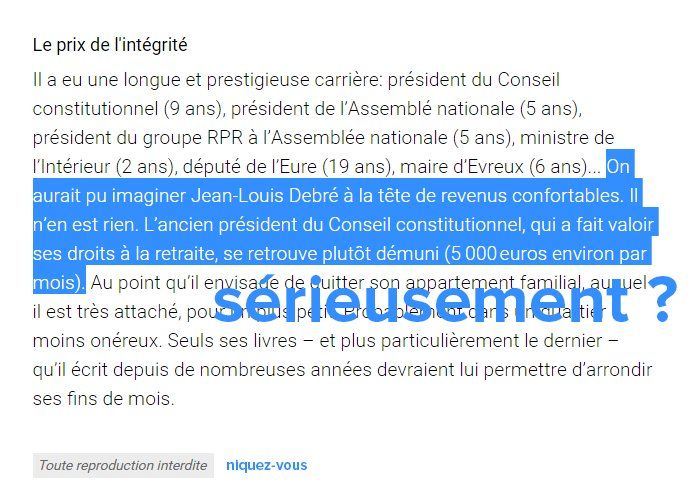 Le prix de l'intégrité
Il a eu une longue et prestigieuse carrière: président du Conseil
constitutionnel (9 ans), président de l’Assemblé nationale (5 ans),
président du groupe RPR à l’Assemblée nationale (5 ans), ministre de
l’Intérieur (2 ans), député de l’Eure (19 ans), maire d’Evreux (6 ans)... On
aurait pu imaginer Jean-Louis Debré à la tête de revenus confortables. Il
n’en est rien. L’ancien président du Conseil constitutionnel, qui a fait valoir
ses droits à la retraite, se retrouve plutôt démuni (5 000 euros environ par
mois). Au point qu’il envisage de quitter son appartement familial, auquel
sérieusement ?
il est très attaché, pour un plus petit. Probablement dans un quartier
moins onéreux. Seuls ses livres – et plus particulièrement le dernier –
qu’il écrit depuis de nombreuses années devraient lui permettre d’arrondir
ses fins de mois.
Toute reproduction interdite niquez-vous